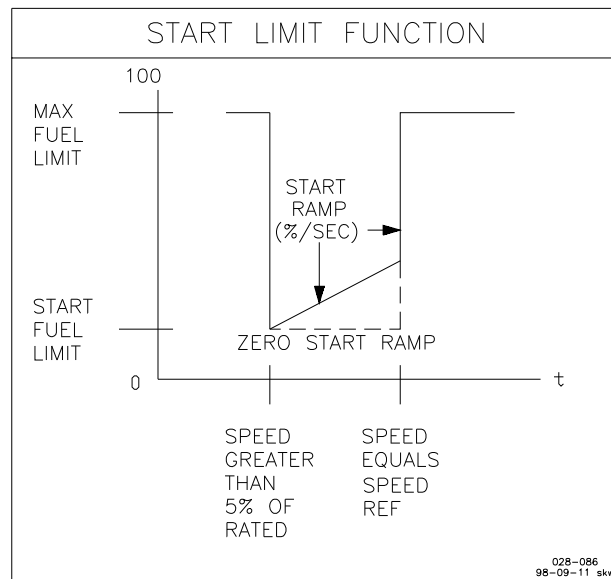 START LIMIT FUNCTION
100
MAX
FUEL
LIMIT
START
RAMP
(%/SEC)
START
FUEL
LIMIT
ZERO START RAMP
0
t
SPEED
GREATER
THAN
5% OF
RATED
SPEED
EQUALS
SPEED
REF
028-086
98-09-11 skw